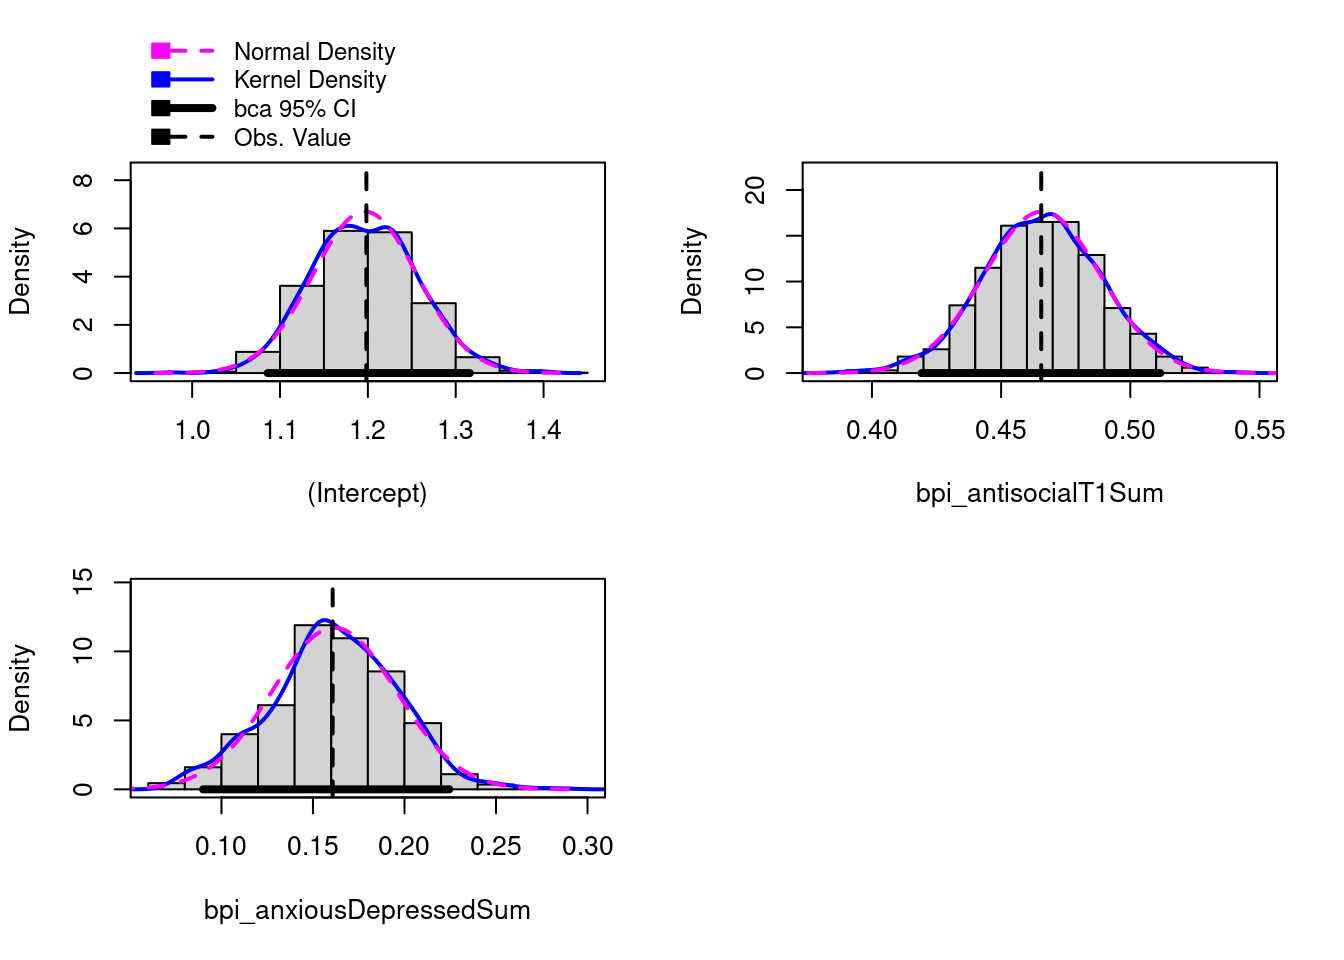 Normal Density
Kernel Density
bca 95% CI
Obs. Value
Density
0 2 4 6 8
1.0 1.1 1.2 1.3 1.4
(Intercept)
Density
0 5 10 20
0.40 0.45 0.50 0.55
bpi_antisocialT1Sum
Density
0 5 10 15
0.10 0.15 0.20 0.25 0.30
bpi_anxiousDepressedSum